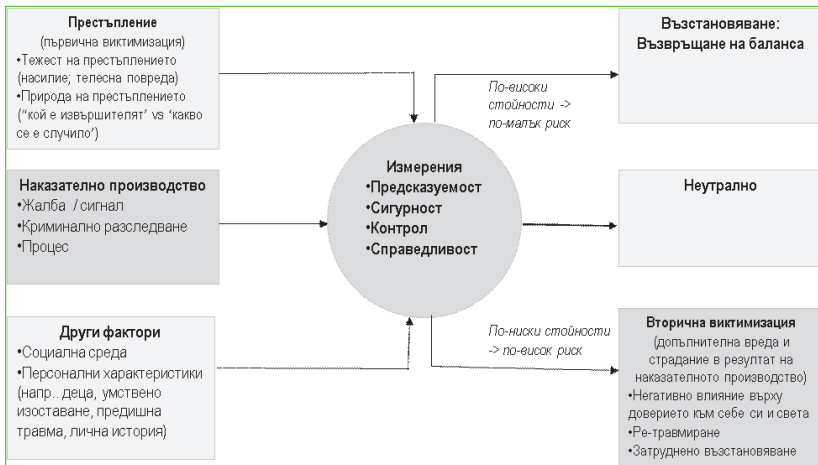 Престъпление
(първична виктимизация)
•Тежест на престъплението
(насилие; телесна повреда)
•Природа на престъплението
(“кой е извършителят’ vs ‘какво
се е случило’)
Наказателно производство
•Жалба / сигнал
•Криминално разследване
•Процес
Други фактори
•Социална среда
•Персонални характеристики
(напр.. деца, умствено
изоставане, предишна
травма, лична история)
Измерения
•Предсказуемост
•Сигурност
•Контрол
•Справедливост
По-високи
стойности ->
по-малък риск
По-ниски стойности
-> по-висок риск
Възстановяване:
Възвръщане на баланса
Неутрално
Вторична виктимизация
(допълнителна вреда и
страдание в резултат на
наказателното производство)
•Негативно влияние върху
доверието към себе си и света
•Ре-травмиране
•Затруднено възстановяване